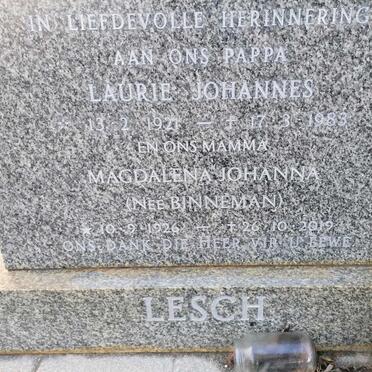 IN LIEFDEVOLLE HERINNERING
AAN ONS PAPPA
LAURIE JOHANNES
* 13.2.1921 — † 17.3.1983
EN ONS MAMMA
MAGDALENA JOHANNA
(NEÉ BINNEMAN)
* 10·9·1926 — † 26·10·2019
ONS DANK DIE HEER VIR U LEWE
LESCH